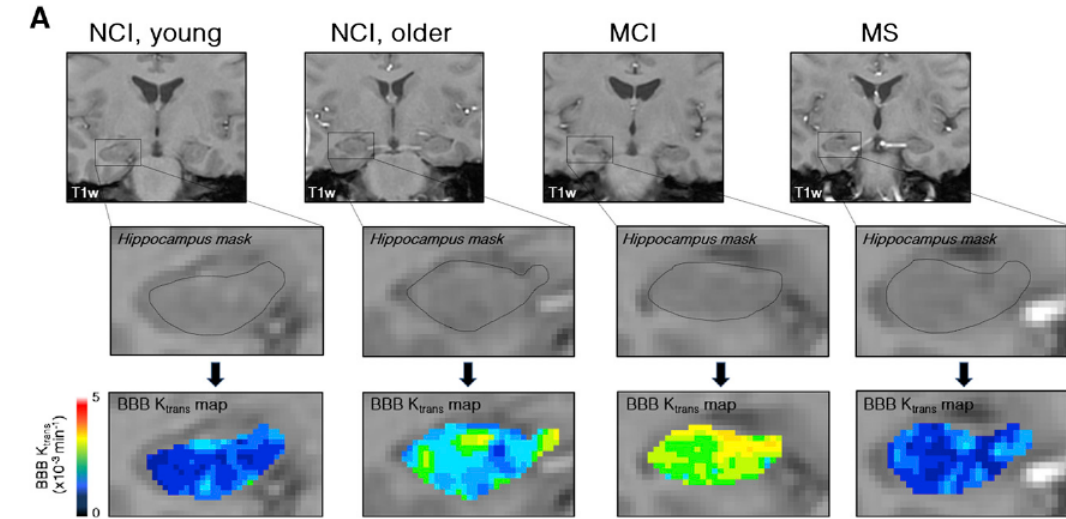 A
NCI, young
NCI, older
MCI
MS
T1w
T1w
T1w
T1w
Hippocampus mask
Hippocampus mask
Hippocampus mask
Hippocampus mask
BBB Ktrans map
BBB Ktrans map
BBB Ktrans map
BBB Ktrans map
5
BBB Ktrans
(x10-3 min-1)
0